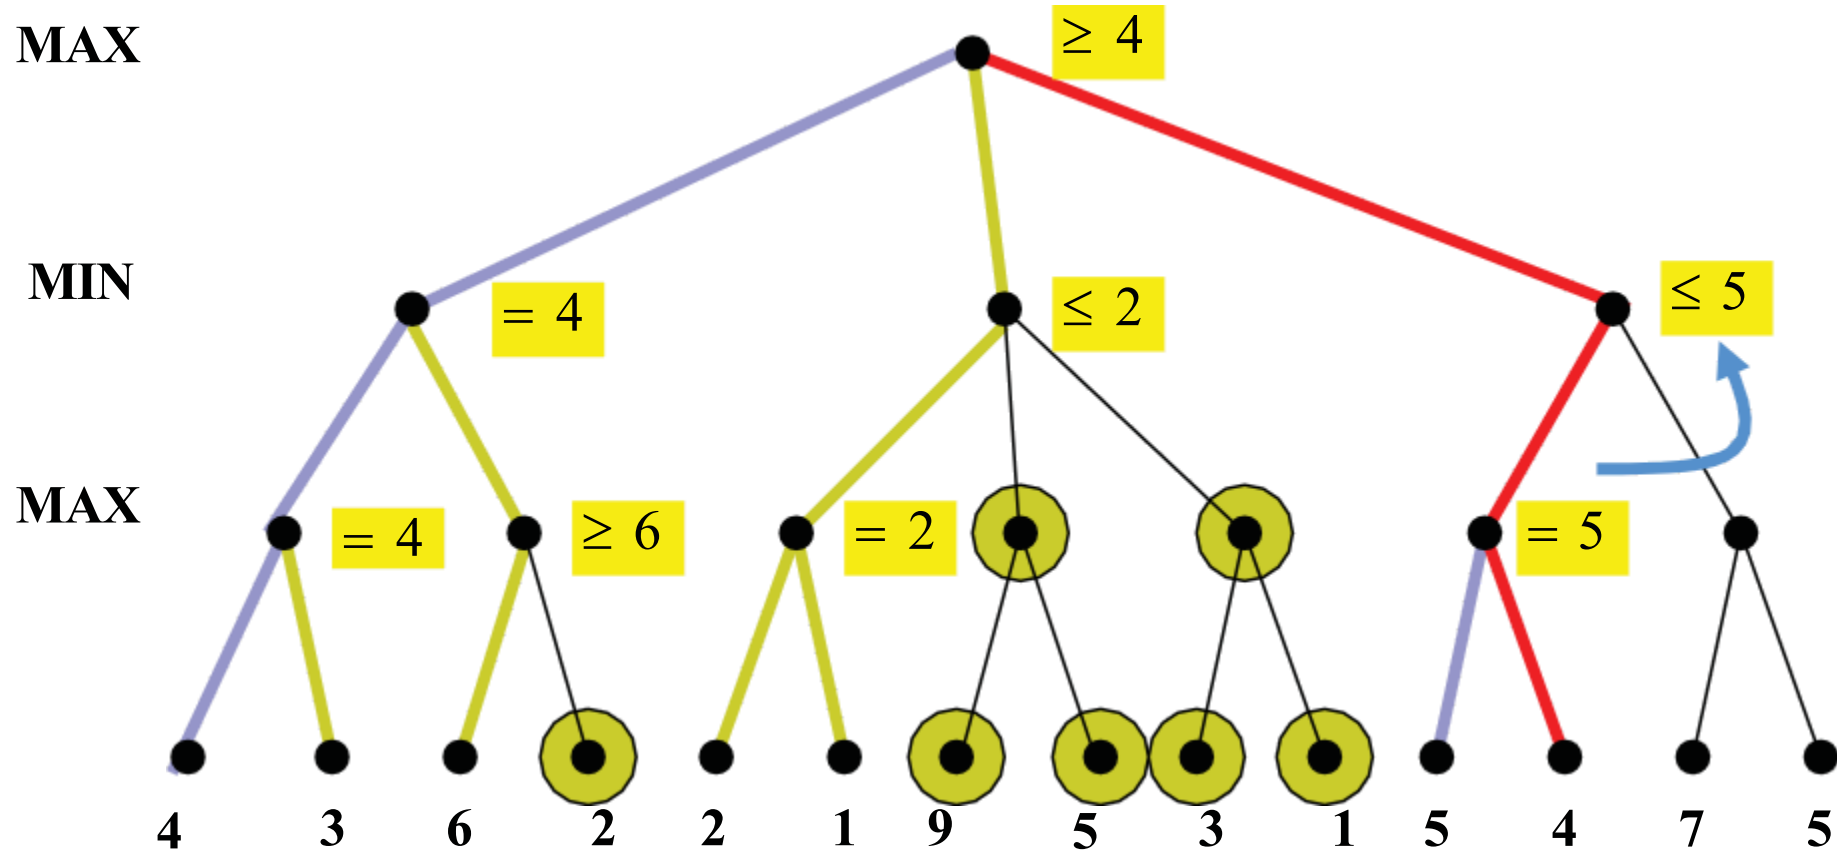 MAX ≥ 4
MIN = 4 ≤ 2 ≤ 5
MAX = 4 ≥ 6 = 2 = 5
4 3 6 2 2 1 9 5 3 1 5 4 7 5